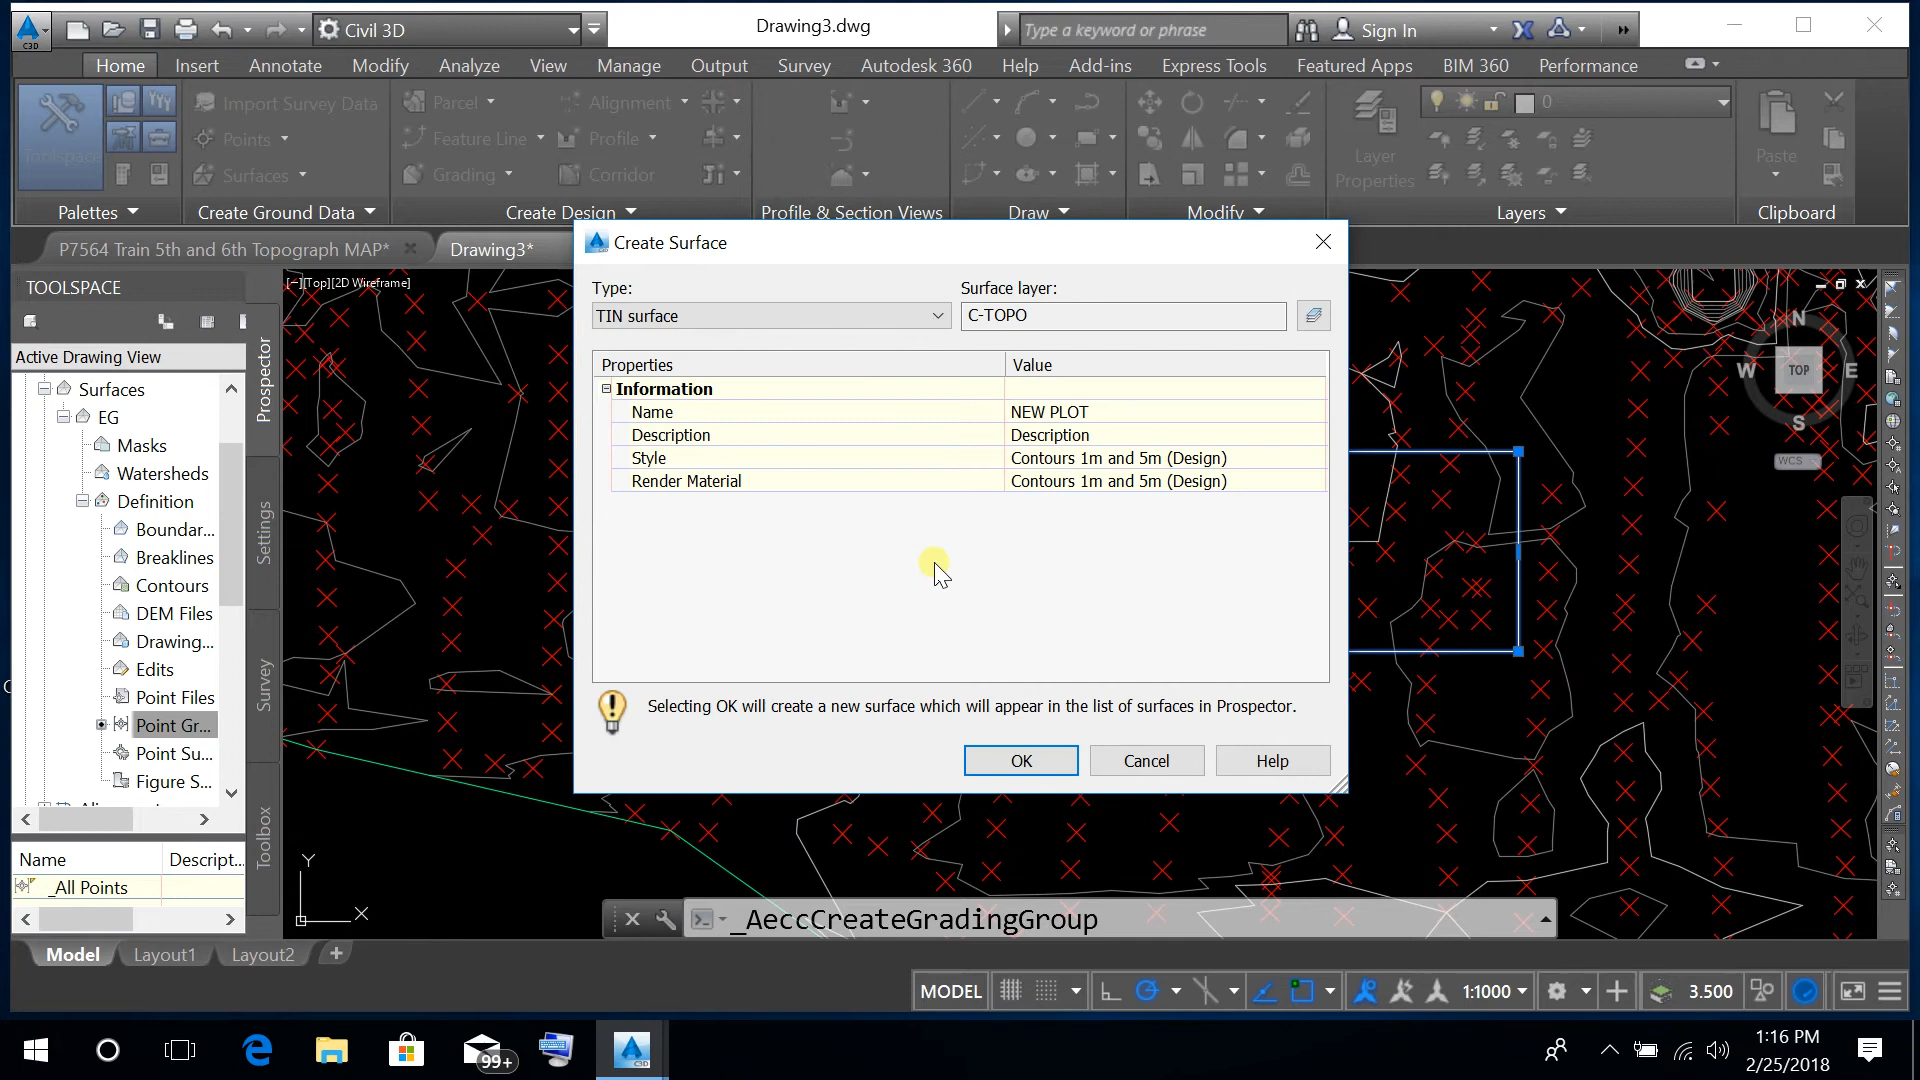 C3D
Civil 3D
Drawing3.dwg
Type a keyword or phrase
Sign In
Home
Insert
Annotate
Modify
Analyze
View
Manage
Output
Survey
Autodesk 360
Help
Add-ins
Express Tools
Featured Apps
BIM 360
Performance
Toolspace
Import Survey Data
Points
Surfaces
Parcel
Feature Line
Grading
Alignment
Profile
Corridor
Layer
Properties
0
Paste
Palettes
Create Ground Data
Create Design
Profile & Section Views
Draw
Modify
Layers
Clipboard
P7564 Train 5th and 6th Topograph MAP*
Drawing3*
TOOLSPACE
Active Drawing View
Surfaces
EG
Masks
Watersheds
Definition
Boundar...
Breaklines
Contours
DEM Files
Drawing...
Edits
Point Files
Point Gr...
Point Su...
Figure S...
Name
Descript...
_All Points
Prospector
Settings
Survey
Toolbox
[−][Top][2D Wireframe]
Create Surface
Type:
TIN surface
Surface layer:
C-TOPO
Properties
Value
Information
Name
NEW PLOT
Description
Description
Style
Contours 1m and 5m (Design)
Render Material
Contours 1m and 5m (Design)
Selecting OK will create a new surface which will appear in the list of surfaces in Prospector.
OK
Cancel
Help
N
W
TOP
E
S
WCS
Y
X
_AeccCreateGradingGroup
Model
Layout1
Layout2
MODEL
1:1000
3.500
99+
1:16 PM
2/25/2018